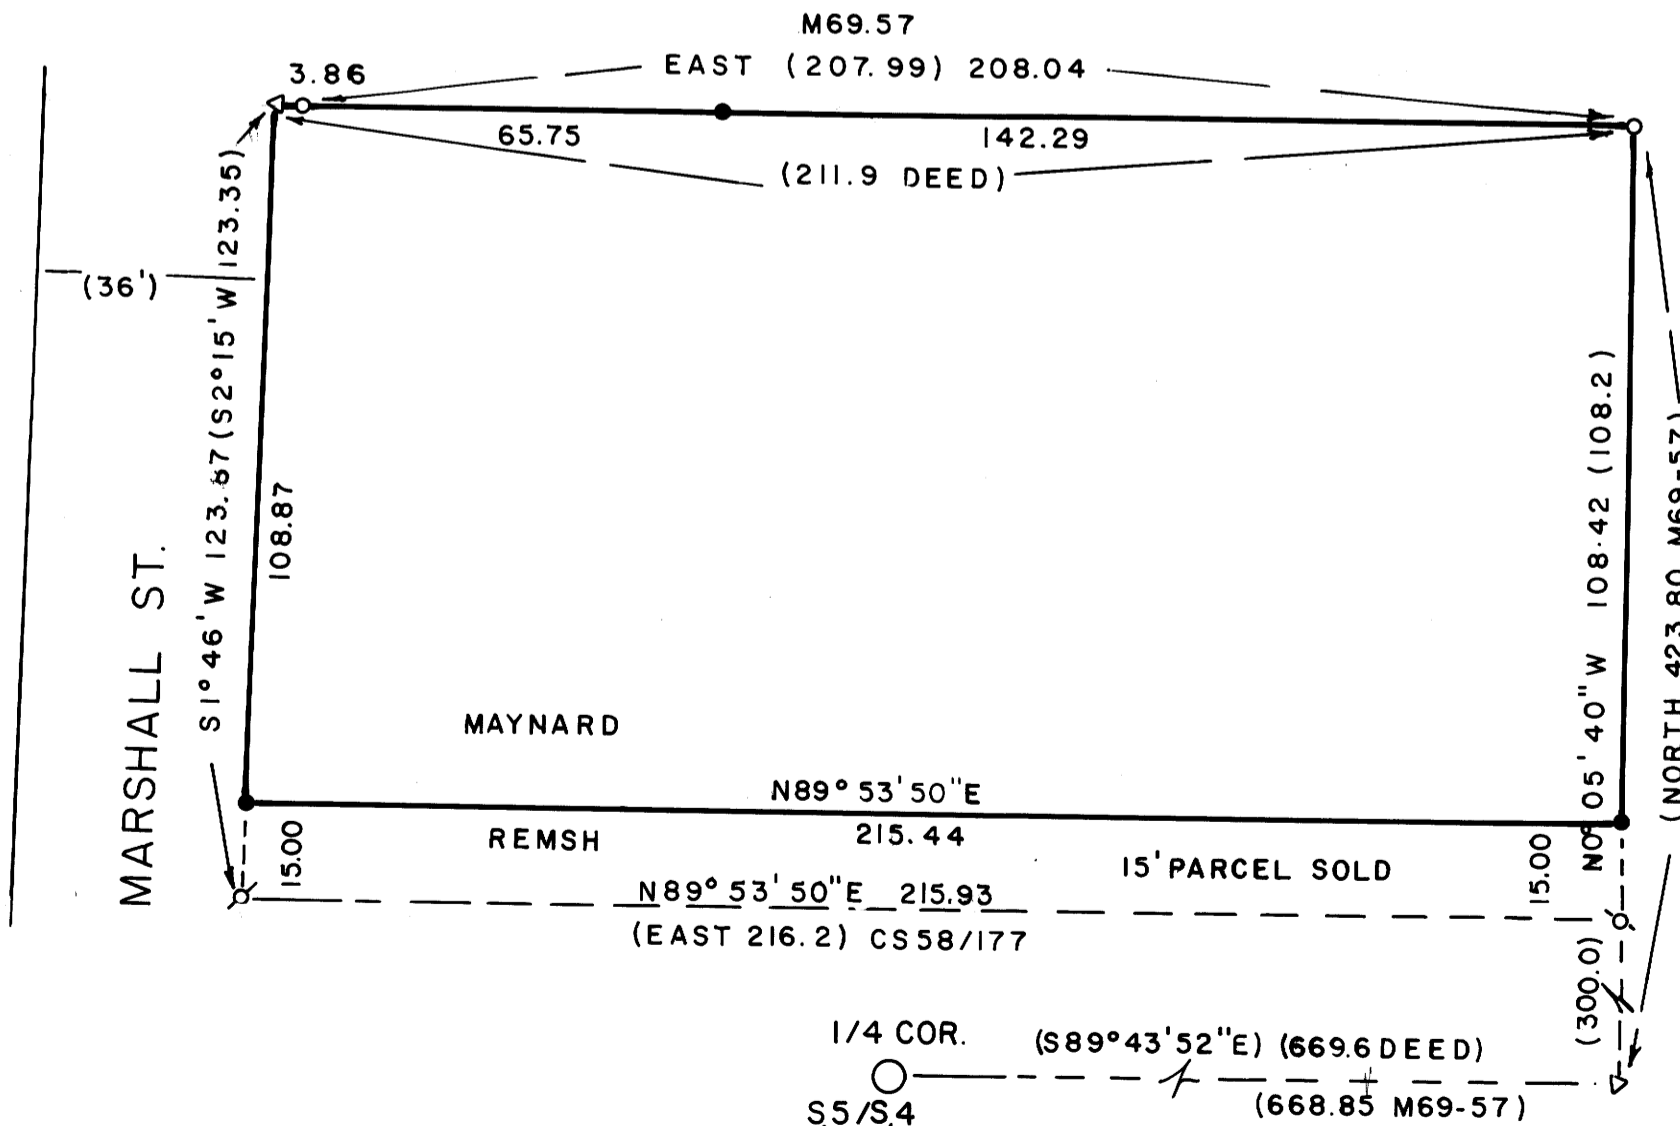 M69.57
EAST (207.99) 208.04
3.86
65.75
142.29
(211.9 DEED)
(36')
S1°46'W 123.87 (S2°15'W 123.35)
108.87
MARSHALL ST.
N0°05'40"W 108.42 (108.2)
(NORTH 423.80 M69-57)
MAYNARD
N89°53'50"E
215.44
REMSH
15.00
15' PARCEL SOLD
15.00
N89°53'50"E 215.93
(EAST 216.2) CS58/177
(300.0)
1/4 COR.
(S89°43'52"E) (669.6 DEED)
(668.85 M69-57)
S.5/S.4